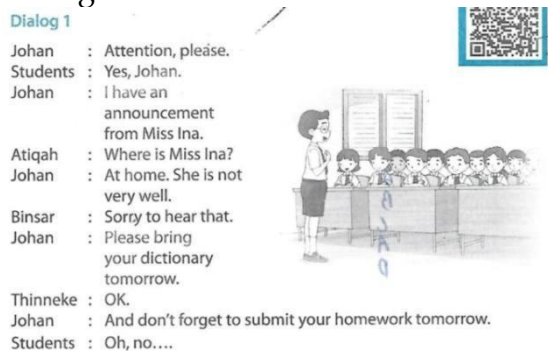 Dialog 1
Johan : Attention, please.
Students : Yes, Johan.
Johan : I have an
announcement
from Miss Ina.
Atiqah : Where is Miss Ina?
Johan : At home. She is not
very well.
Binsar : Sorry to hear that.
Johan : Please bring
your dictionary
tomorrow.
Thinneke : OK.
Johan : And don't forget to submit your homework tomorrow.
Students : Oh, no....